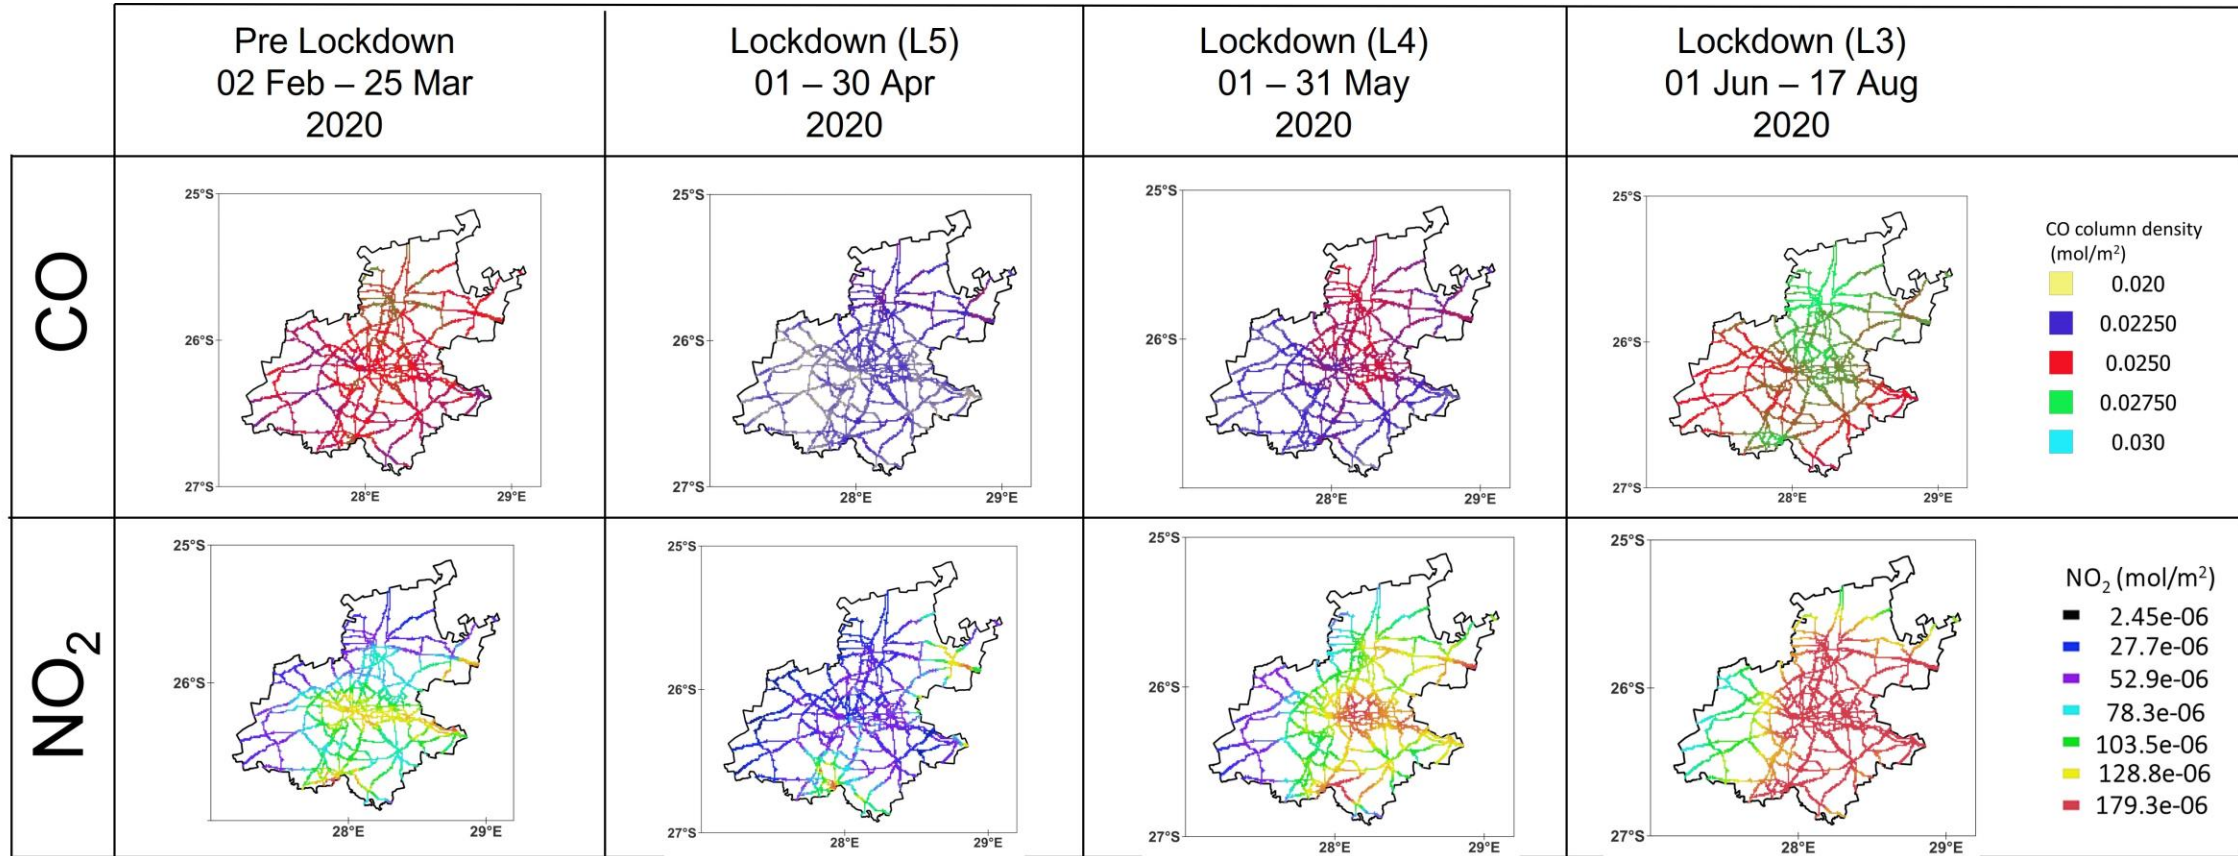 Pre Lockdown
02 Feb – 25 Mar
2020
Lockdown (L5)
01 – 30 Apr
2020
Lockdown (L4)
01 – 31 May
2020
Lockdown (L3)
01 Jun – 17 Aug
2020
CO
25°S
26°S
27°S
28°E
29°E
25°S
26°S
27°S
28°E
29°E
25°S
26°S
28°E
29°E
25°S
26°S
27°S
28°E
29°E
CO column density
(mol/m²)
0.020
0.02250
0.0250
0.02750
0.030
NO₂
25°S
26°S
28°E
29°E
25°S
26°S
27°S
28°E
29°E
25°S
26°S
27°S
28°E
29°E
25°S
26°S
27°S
28°E
29°E
NO₂ (mol/m²)
2.45e-06
27.7e-06
52.9e-06
78.3e-06
103.5e-06
128.8e-06
179.3e-06